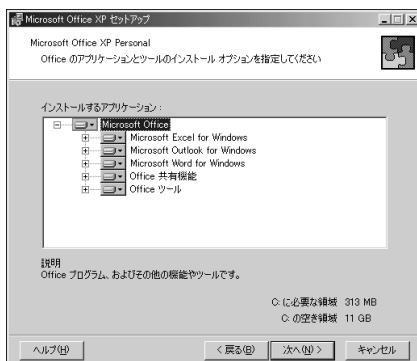 Microsoft Office XP セットアップ
Microsoft Office XP Personal
Office のアプリケーションとツールのインストール オプションを指定してください
インストールするアプリケーション：
Microsoft Office
Microsoft Excel for Windows
Microsoft Outlook for Windows
Microsoft Word for Windows
Office 共有機能
Office ツール
説明
Office プログラム、およびその他の機能やツールです。
C: に必要な領域 313 MB
C: の空き領域 11 GB
ヘルプ(H)
< 戻る(B)
次へ(N) >
キャンセル